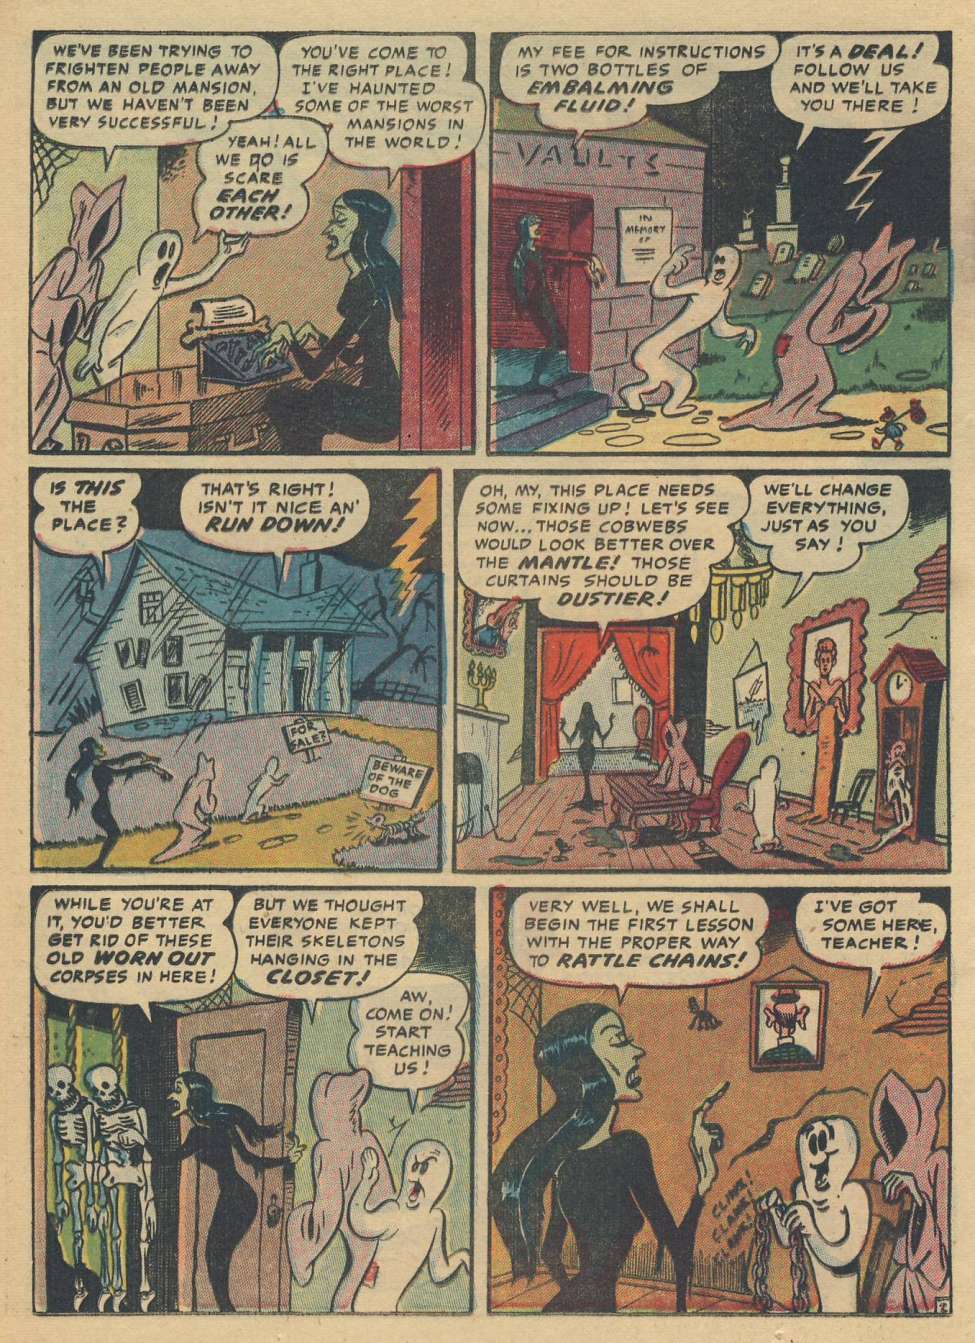 WE'VE BEEN TRYING TO
FRIGHTEN PEOPLE AWAY
FROM AN OLD MANSION,
BUT WE HAVEN'T BEEN
VERY SUCCESSFUL!
YEAH! ALL
WE DO IS
SCARE
EACH
OTHER!
YOU'VE COME TO
THE RIGHT PLACE!
I'VE HAUNTED
SOME OF THE WORST
MANSIONS IN
THE WORLD!
MY FEE FOR INSTRUCTIONS
IS TWO BOTTLES OF
EMBALMING
FLUID!
IT'S A DEAL!
FOLLOW US
AND WE'LL TAKE
YOU THERE!
VAULTS
IN
MEMORY
OF
IS THIS
THE
PLACE?
THAT'S RIGHT!
ISN'T IT NICE AN'
RUN DOWN!
FOR
SALE?
BEWARE
OF THE
DOG
OH, MY, THIS PLACE NEEDS
SOME FIXING UP! LET'S SEE
NOW... THOSE COBWEBS
WOULD LOOK BETTER OVER
THE MANTLE! THOSE
CURTAINS SHOULD BE
DUSTIER!
WE'LL CHANGE
EVERYTHING,
JUST AS YOU
SAY!
WHILE YOU'RE AT
IT, YOU'D BETTER
GET RID OF THESE
OLD WORN OUT
CORPSES IN HERE!
BUT WE THOUGHT
EVERYONE KEPT
THEIR SKELETONS
HANGING IN THE
CLOSET!
AW,
COME ON!
START
TEACHING
US!
VERY WELL, WE SHALL
BEGIN THE FIRST LESSON
WITH THE PROPER WAY
TO RATTLE CHAINS!
I'VE GOT
SOME HERE,
TEACHER!
CLANK!
CLANK!
CLANK!
2